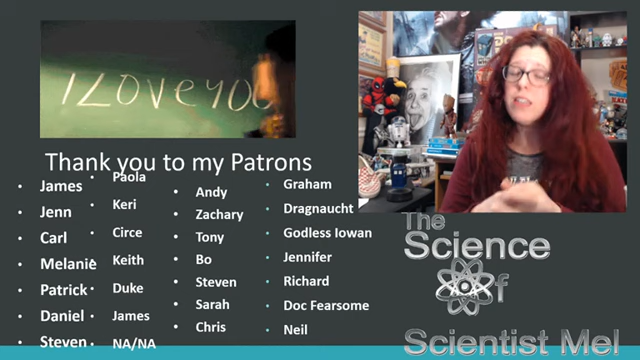 I LOVE YOU
Thank you to my Patrons
James
Jenn
Carl
Melanie
Patrick
Daniel
Steven
Paola
Keri
Circe
Keith
Duke
James
NA/NA
Andy
Zachary
Tony
Bo
Steven
Sarah
Chris
Graham
Dragnaucht
Godless Iowan
Jennifer
Richard
Doc Fearsome
Neil
The
Science
Of
Scientist Mel